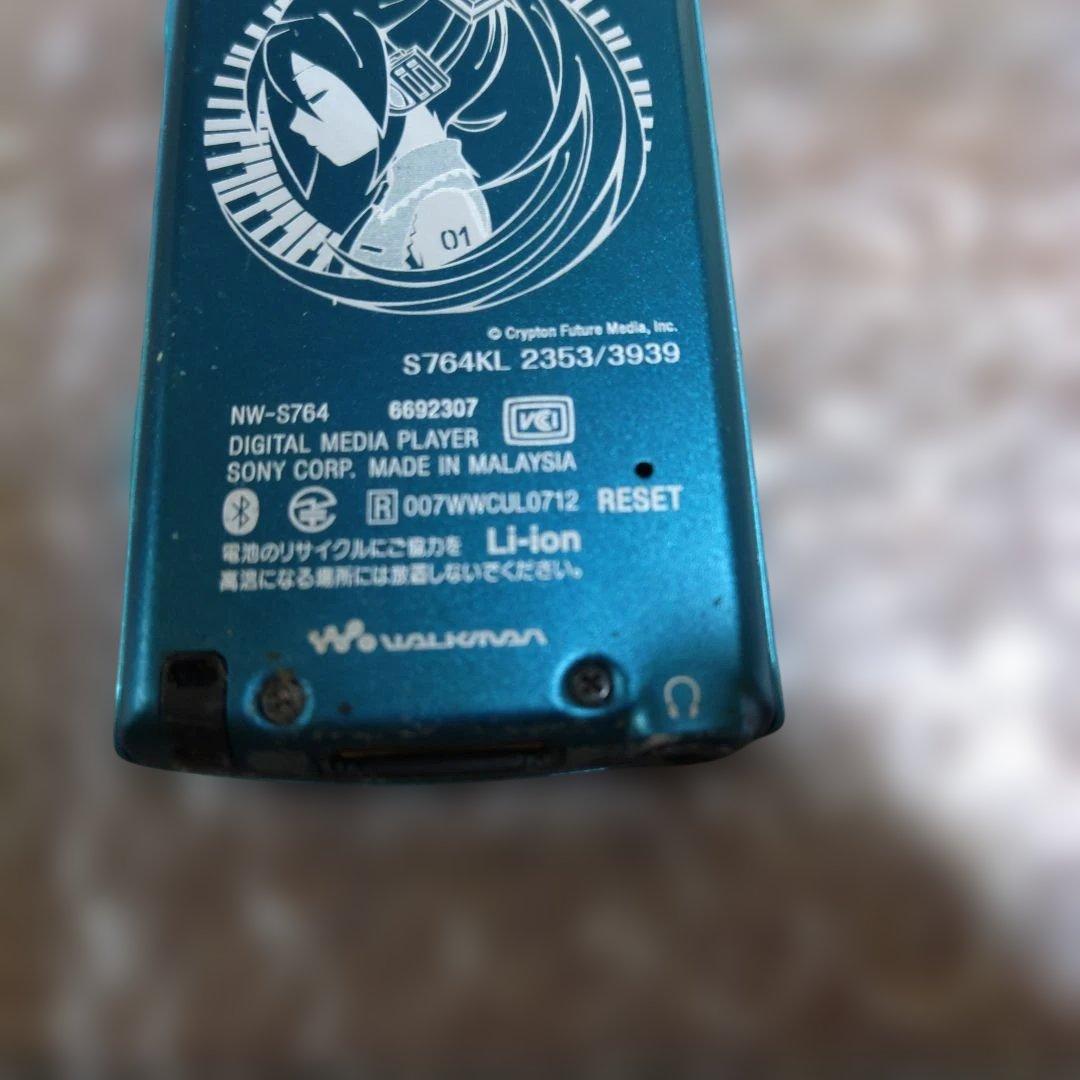 01
© Crypton Future Media, Inc.
S764KL 2353/3939
NW-S764 6692307 VCI
DIGITAL MEDIA PLAYER
SONY CORP. MADE IN MALAYSIA
R 007WWCUL0712 RESET
電池のリサイクルにご協力を Li-ion
高温になる場所には放置しないでください。
WALKMAN